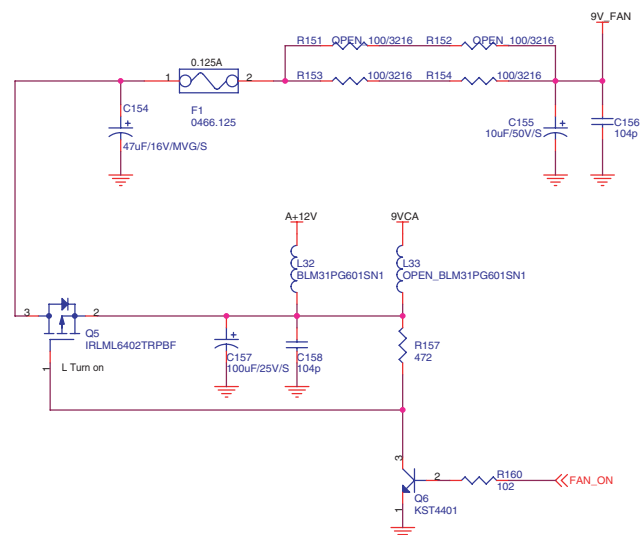 9V_FAN
R151 OPEN_100/3216 R152 OPEN_100/3216
0.125A
1 2 R153 100/3216 R154 100/3216
F1
0466.125
C154
+
47uF/16V/MVG/S
C155
+
10uF/50V/S
C156
104p
A+12V 9VCA
L32
BLM31PG601SN1
L33
OPEN_BLM31PG601SN1
3 2
Q5
IRLML6402TRPBF
1 L Turn on
+
C157
100uF/25V/S
C158
104p
R157
472
3
2 R160
102
FAN_ON
Q6
KST4401
1